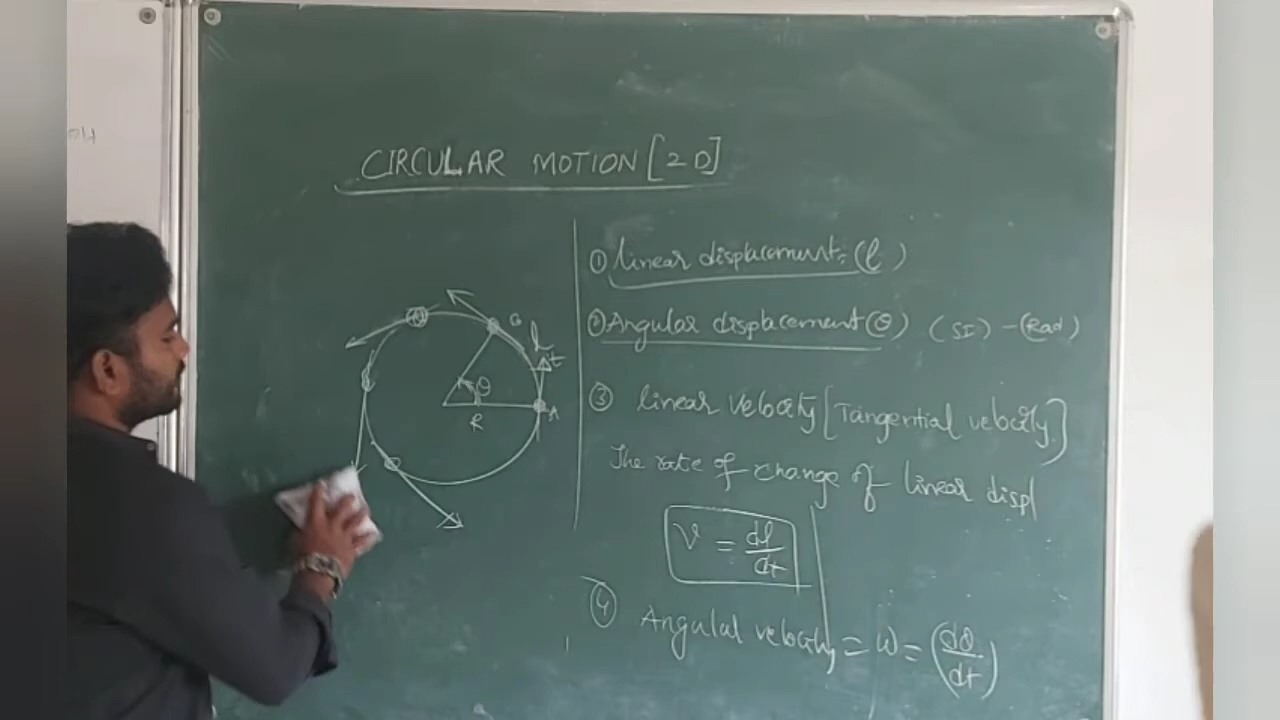 CIRCULAR MOTION [2D]
① linear displacement:- (l)
② Angular displacement (θ) (SI) - (Rad)
③ linear velocity [Tangential velocity]
The rate of change of linear displ
V = dl/dt
④ Angular velocity = ω = (dθ/dt)
B
l
Δt
θ
A
R